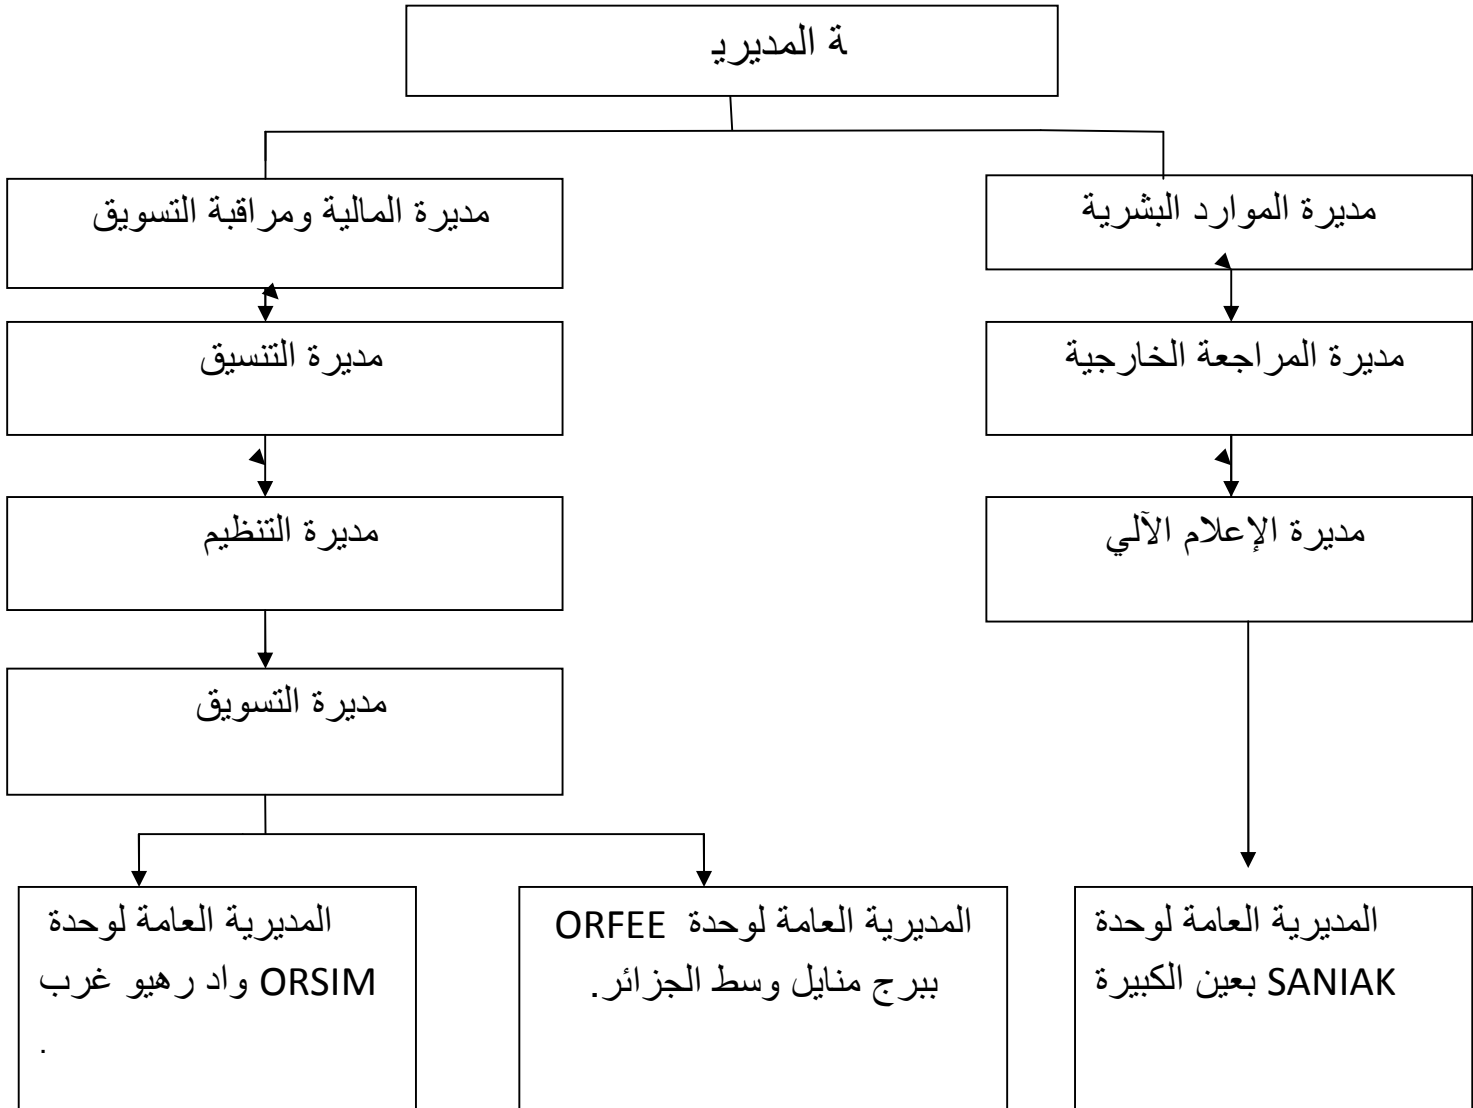 ة المديريـ
مديرة الموارد البشرية
مديرة المالية ومراقبة التسويق
مديرة المراجعة الخارجية
مديرة التنسيق
مديرة الإعلام الآلي
مديرة التنظيم
مديرة التسويق
المديرية العامة لوحدة
SANIAK بعين الكبيرة
المديرية العامة لوحدة ORFEE
ببرج منايل وسط الجزائر.
المديرية العامة لوحدة
ORSIM واد رهيو غرب
.